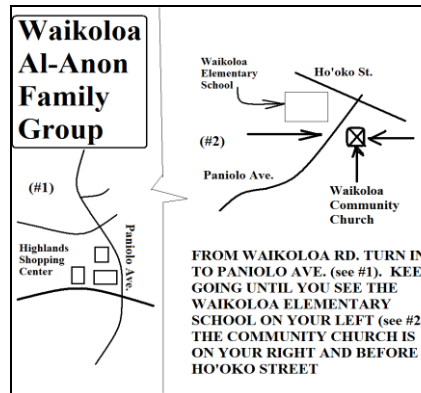 Waikoloa
Al-Anon
Family
Group
(#1)
Highlands
Shopping
Center
Paniolo Ave.
Waikoloa
Elementary
School
Ho'oko St.
(#2)
Paniolo Ave.
Waikoloa
Community
Church
FROM WAIKOLOA RD. TURN IN
TO PANIOLO AVE. (see #1). KEE
GOING UNTIL YOU SEE THE
WAIKOLOA ELEMENTARY
SCHOOL ON YOUR LEFT (see #2
THE COMMUNITY CHURCH IS
ON YOUR RIGHT AND BEFORE
HO'OKO STREET